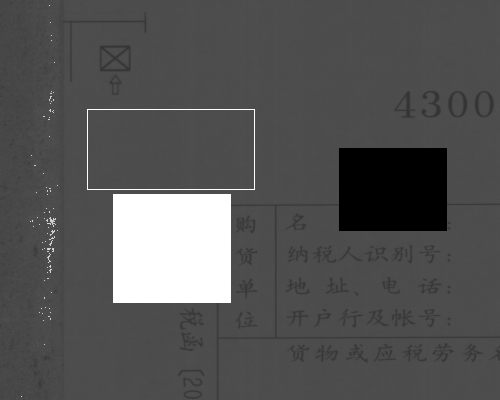 4300
购货单位
名 :
纳税人识别号:
地 址、电 话:
开户行及帐号:
货物或应税劳务名
税函 [20